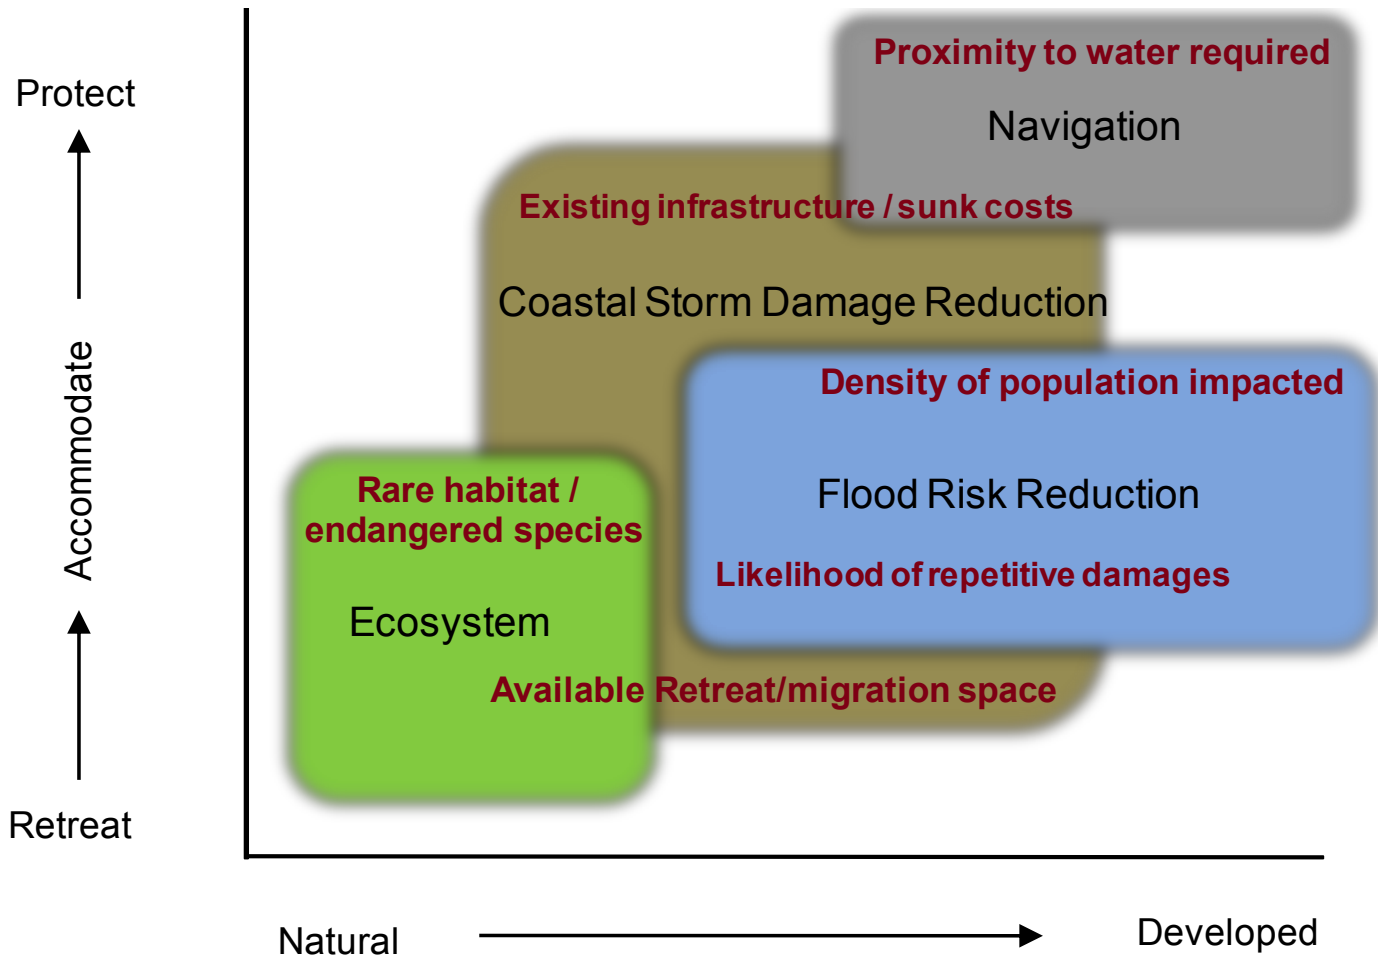 Proximity to water required
Protect
Navigation
Existing infrastructure / sunk costs
Coastal Storm Damage Reduction
Accommodate
Density of population impacted
Rare habitat /
endangered species
Flood Risk Reduction
Likelihood of repetitive damages
Ecosystem
Available Retreat/migration space
Retreat
Natural
Developed